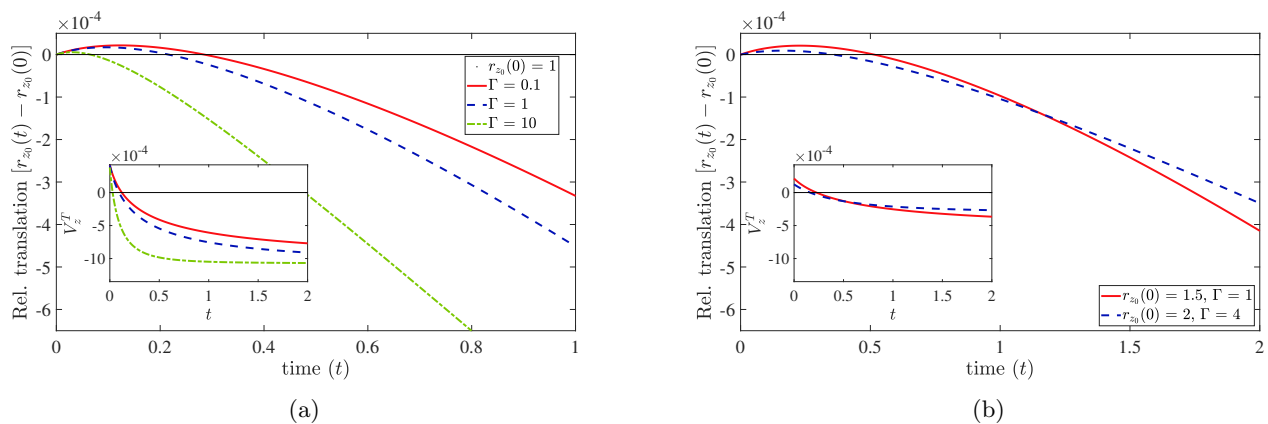 ×10⁻⁴
Rel. translation [r_{z_0}(t) − r_{z_0}(0)]
0
-1
-2
-3
-4
-5
-6
r_{z_0}(0) = 1
Γ = 0.1
Γ = 1
Γ = 10
×10⁻⁴
V_z^T
0
-5
-10
0 0.5 1 1.5 2
t
0 0.2 0.4 0.6 0.8 1
time (t)
(a)
×10⁻⁴
Rel. translation [r_{z_0}(t) − r_{z_0}(0)]
0
-1
-2
-3
-4
-5
-6
×10⁻⁴
V_z^T
0
-5
-10
0 0.5 1 1.5 2
t
r_{z_0}(0) = 1.5, Γ = 1
r_{z_0}(0) = 2, Γ = 4
0 0.5 1 1.5 2
time (t)
(b)